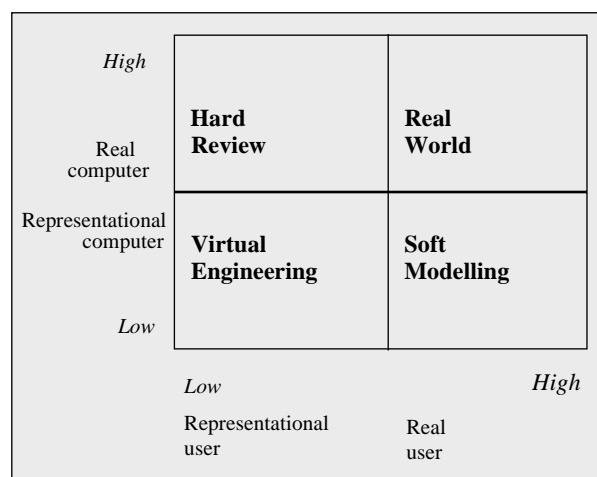 High
Hard
Review
Real
World
Real
computer
Representational
computer
Virtual
Engineering
Soft
Modelling
Low
Low
High
Representational
user
Real
user